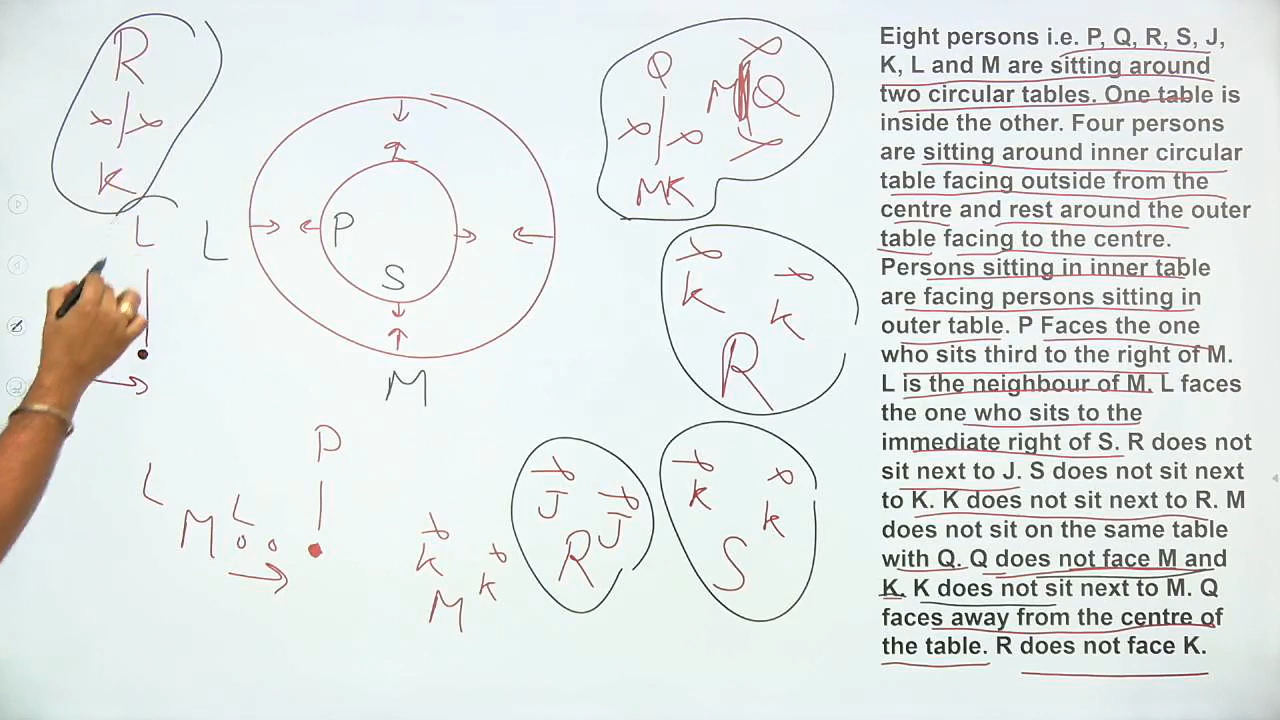 Eight persons i.e. P, Q, R, S, J,
K, L and M are sitting around
two circular tables. One table is
inside the other. Four persons
are sitting around inner circular
table facing outside from the
centre and rest around the outer
table facing to the centre.
Persons sitting in inner table
are facing persons sitting in
outer table. P Faces the one
who sits third to the right of M.
L is the neighbour of M. L faces
the one who sits to the
immediate right of S. R does not
sit next to J. S does not sit next
to K. K does not sit next to R. M
does not sit on the same table
with Q. Q does not face M and
K. K does not sit next to M. Q
faces away from the centre of
the table. R does not face K.
R
K
L
L
P
S
M
Q
M Q
MK
K
K
R
P
L
M
L
K
K
M
J
J
R
K
K
S